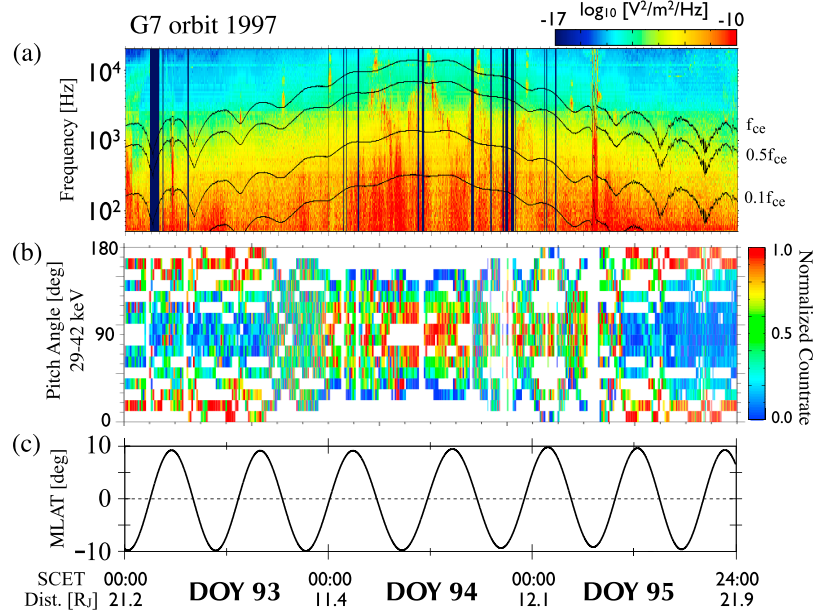 G7 orbit 1997
log₁₀ [V²/m²/Hz]
-17
-10
(a)
Frequency [Hz]
10⁴
10³
10²
f_ce
0.5f_ce
0.1f_ce
(b)
Pitch Angle [deg]
29-42 keV
180
90
0
1.0
0.5
0.0
Normalized Countrate
(c)
MLAT [deg]
10
0
-10
SCET 00:00 DOY 93 00:00 DOY 94 00:00 DOY 95 24:00
Dist. [R_J] 21.2 11.4 12.1 21.9